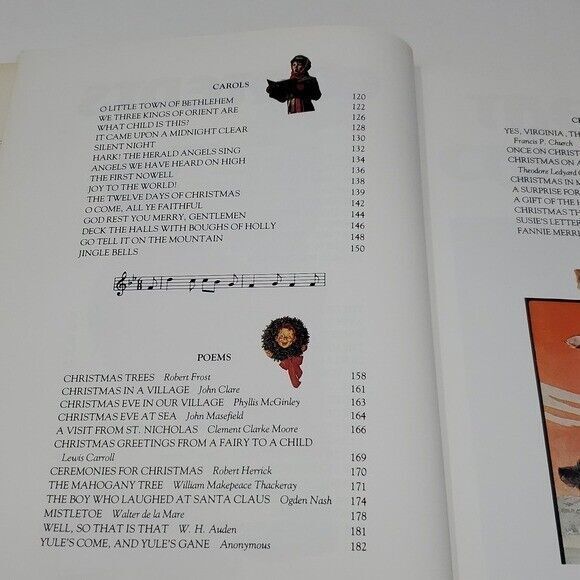 CAROLS
O LITTLE TOWN OF BETHLEHEM 120
WE THREE KINGS OF ORIENT ARE 122
WHAT CHILD IS THIS? 126
IT CAME UPON A MIDNIGHT CLEAR 128
SILENT NIGHT 130
HARK! THE HERALD ANGELS SING 132
ANGELS WE HAVE HEARD ON HIGH 134
THE FIRST NOWELL 136
JOY TO THE WORLD! 138
THE TWELVE DAYS OF CHRISTMAS 139
O COME, ALL YE FAITHFUL 142
GOD REST YOU MERRY, GENTLEMEN 144
DECK THE HALLS WITH BOUGHS OF HOLLY 146
GO TELL IT ON THE MOUNTAIN 148
JINGLE BELLS 150
POEMS
CHRISTMAS TREES Robert Frost 158
CHRISTMAS IN A VILLAGE John Clare 161
CHRISTMAS EVE IN OUR VILLAGE Phyllis McGinley 163
CHRISTMAS EVE AT SEA John Masefield 164
A VISIT FROM ST. NICHOLAS Clement Clarke Moore 166
CHRISTMAS GREETINGS FROM A FAIRY TO A CHILD
Lewis Carroll 169
CEREMONIES FOR CHRISTMAS Robert Herrick 170
THE MAHOGANY TREE William Makepeace Thackeray 171
THE BOY WHO LAUGHED AT SANTA CLAUS Ogden Nash 174
MISTLETOE Walter de la Mare 178
WELL, SO THAT IS THAT W. H. Auden 181
YULE'S COME, AND YULE'S GANE Anonymous 182
YES, VIRGINIA, TH
Francis P. Church
ONCE ON CHRIST
CHRISTMAS ON A
Theodore Ledyard
CHRISTMAS IN M
A SURPRISE FOR
A GIFT OF THE H
CHRISTMAS TH
SUSIE'S LETTER
FANNIE MERRI